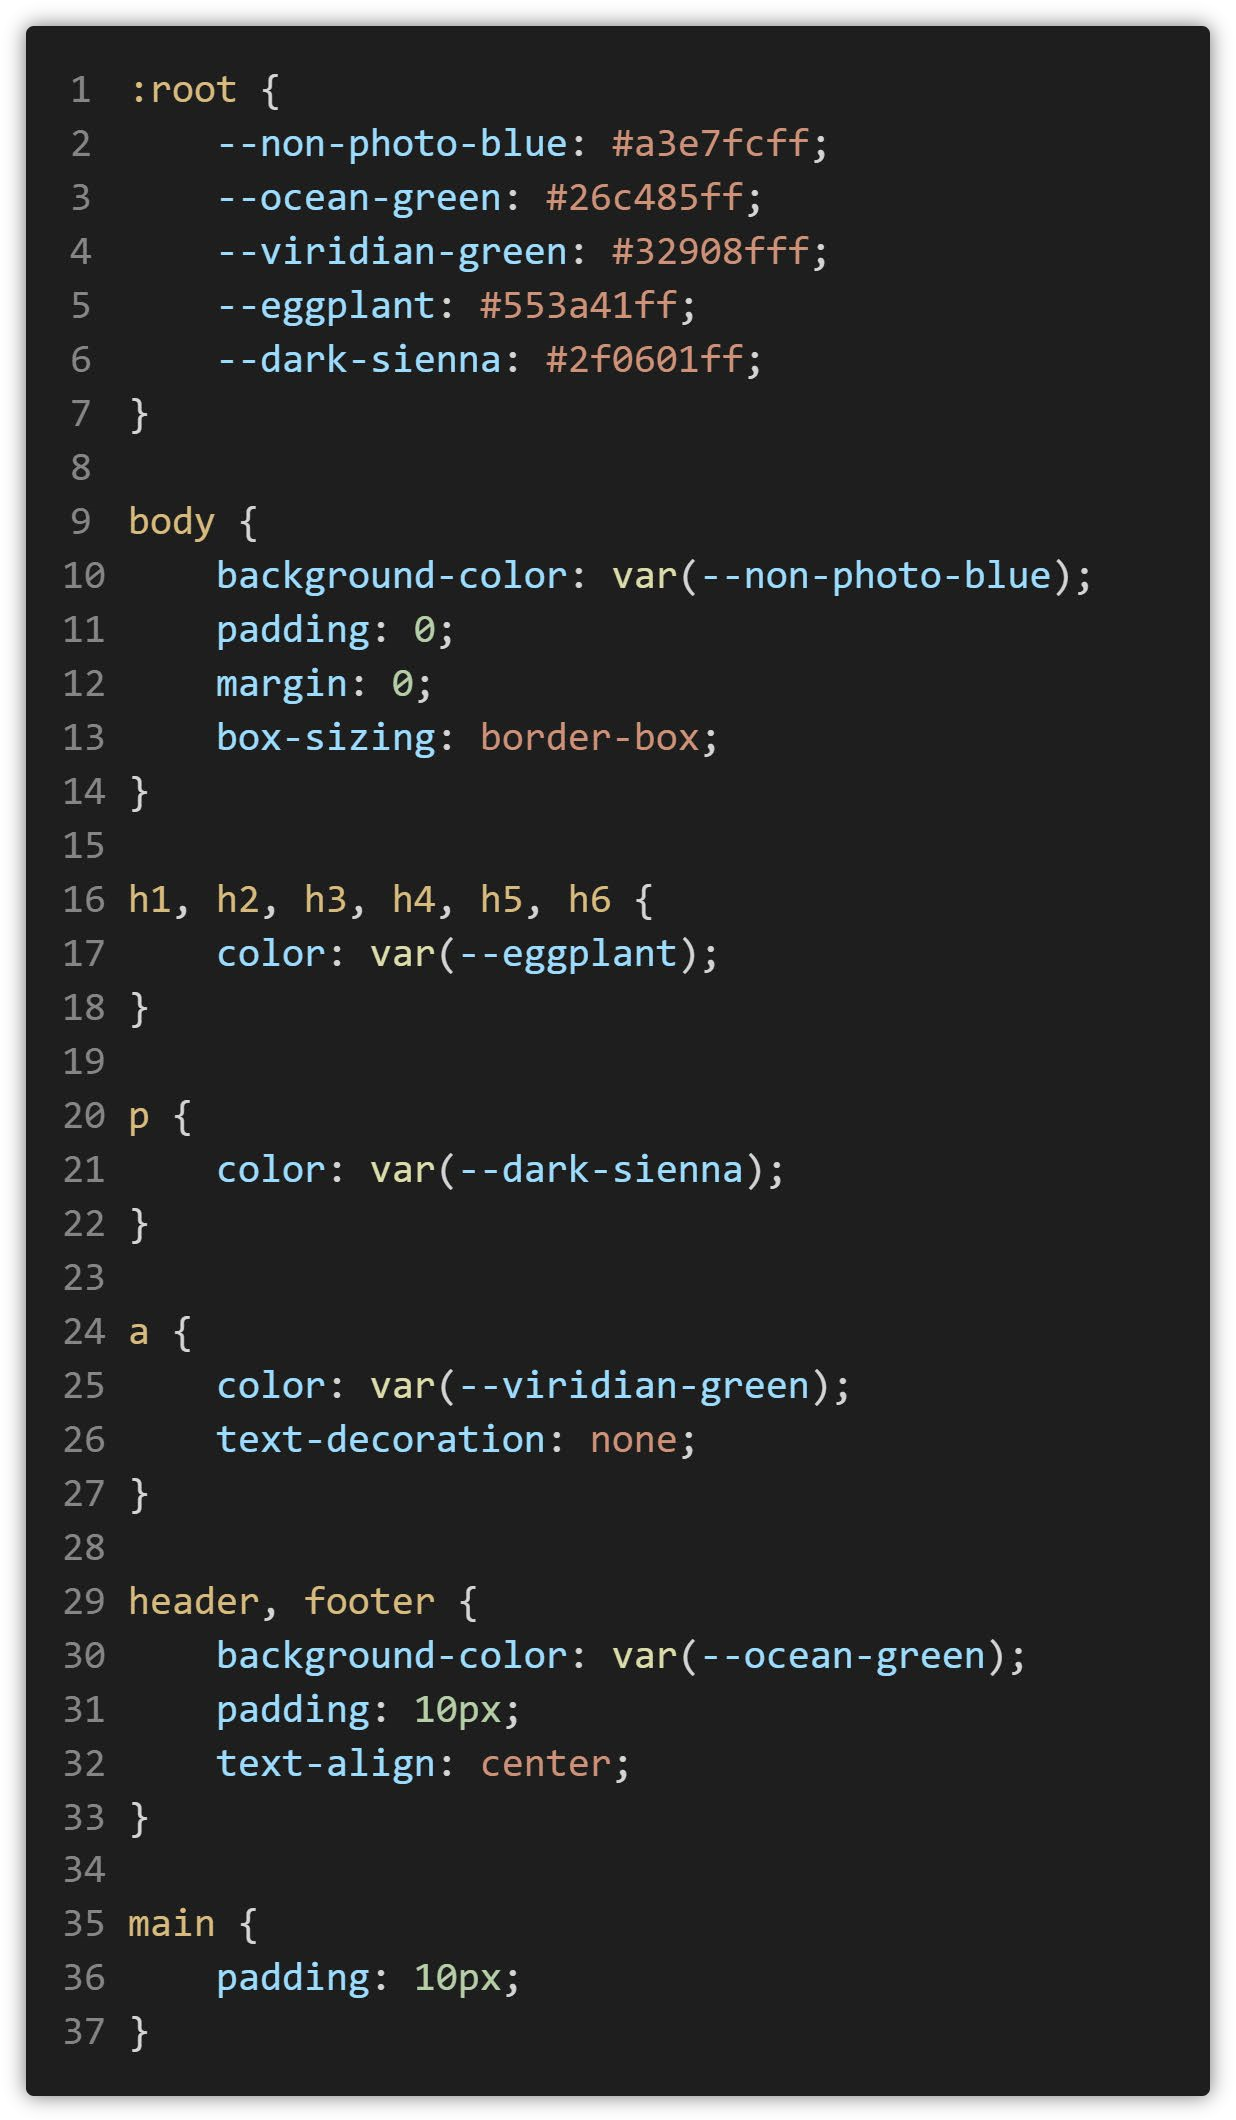 1 :root {
2     --non-photo-blue: #a3e7fcff;
3     --ocean-green: #26c485ff;
4     --viridian-green: #32908fff;
5     --eggplant: #553a41ff;
6     --dark-sienna: #2f0601ff;
7 }
8
9 body {
10     background-color: var(--non-photo-blue);
11     padding: 0;
12     margin: 0;
13     box-sizing: border-box;
14 }
15
16 h1, h2, h3, h4, h5, h6 {
17     color: var(--eggplant);
18 }
19
20 p {
21     color: var(--dark-sienna);
22 }
23
24 a {
25     color: var(--viridian-green);
26     text-decoration: none;
27 }
28
29 header, footer {
30     background-color: var(--ocean-green);
31     padding: 10px;
32     text-align: center;
33 }
34
35 main {
36     padding: 10px;
37 }